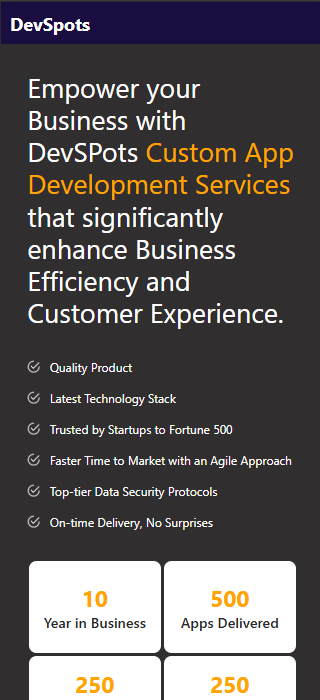 DevSpots
Empower your
Business with
DevSPots Custom App
Development Services
that significantly
enhance Business
Efficiency and
Customer Experience.
Quality Product
Latest Technology Stack
Trusted by Startups to Fortune 500
Faster Time to Market with an Agile Approach
Top-tier Data Security Protocols
On-time Delivery, No Surprises
10
Year in Business
500
Apps Delivered
250
250